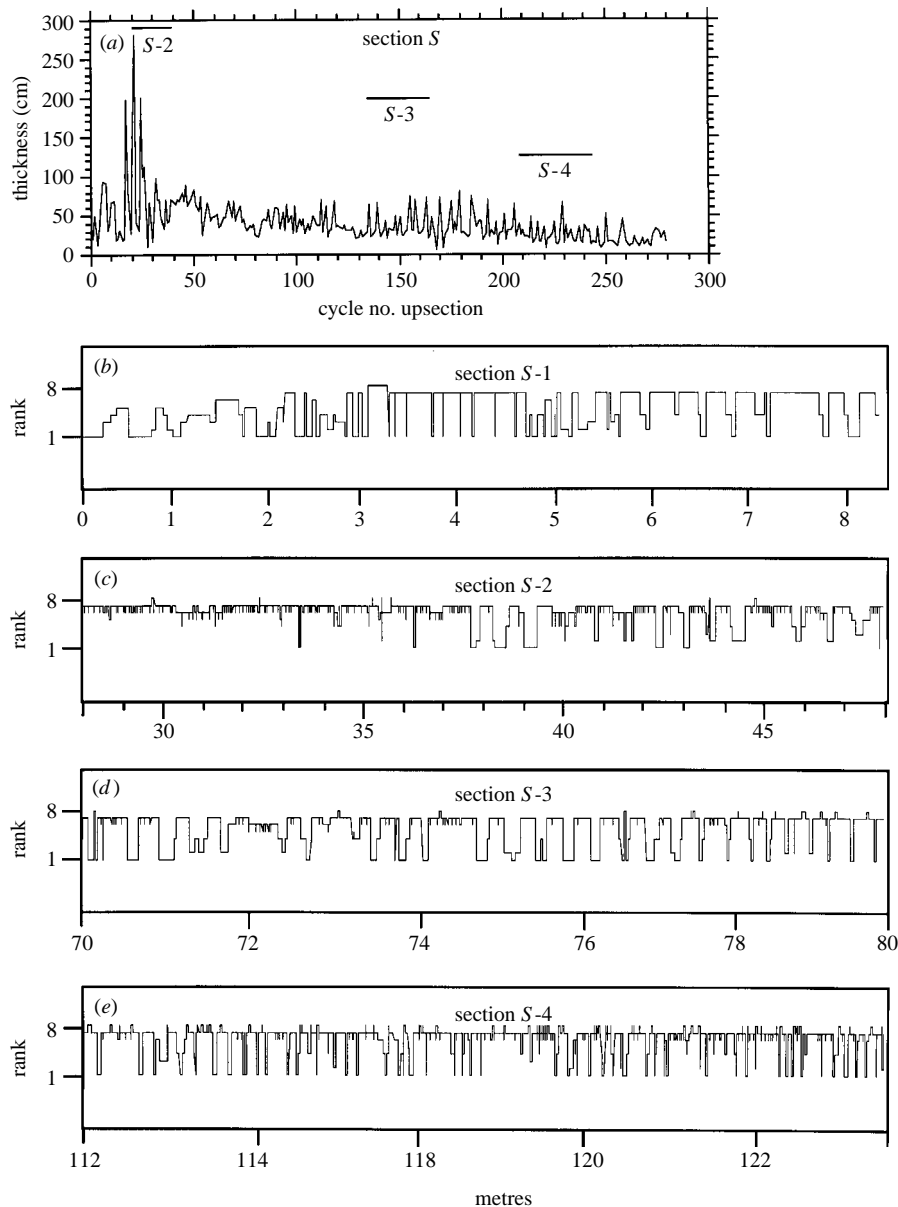 300
250
200
150
100
50
0
thickness (cm)
(a)
S-2
section S
S-3
S-4
0 50 100 150 200 250 300
cycle no. upsection
(b)
section S-1
8
rank
1
0 1 2 3 4 5 6 7 8
(c)
section S-2
8
rank
1
30 35 40 45
(d)
section S-3
8
rank
1
70 72 74 76 78 80
(e)
section S-4
8
rank
1
112 114 118 120 122
metres